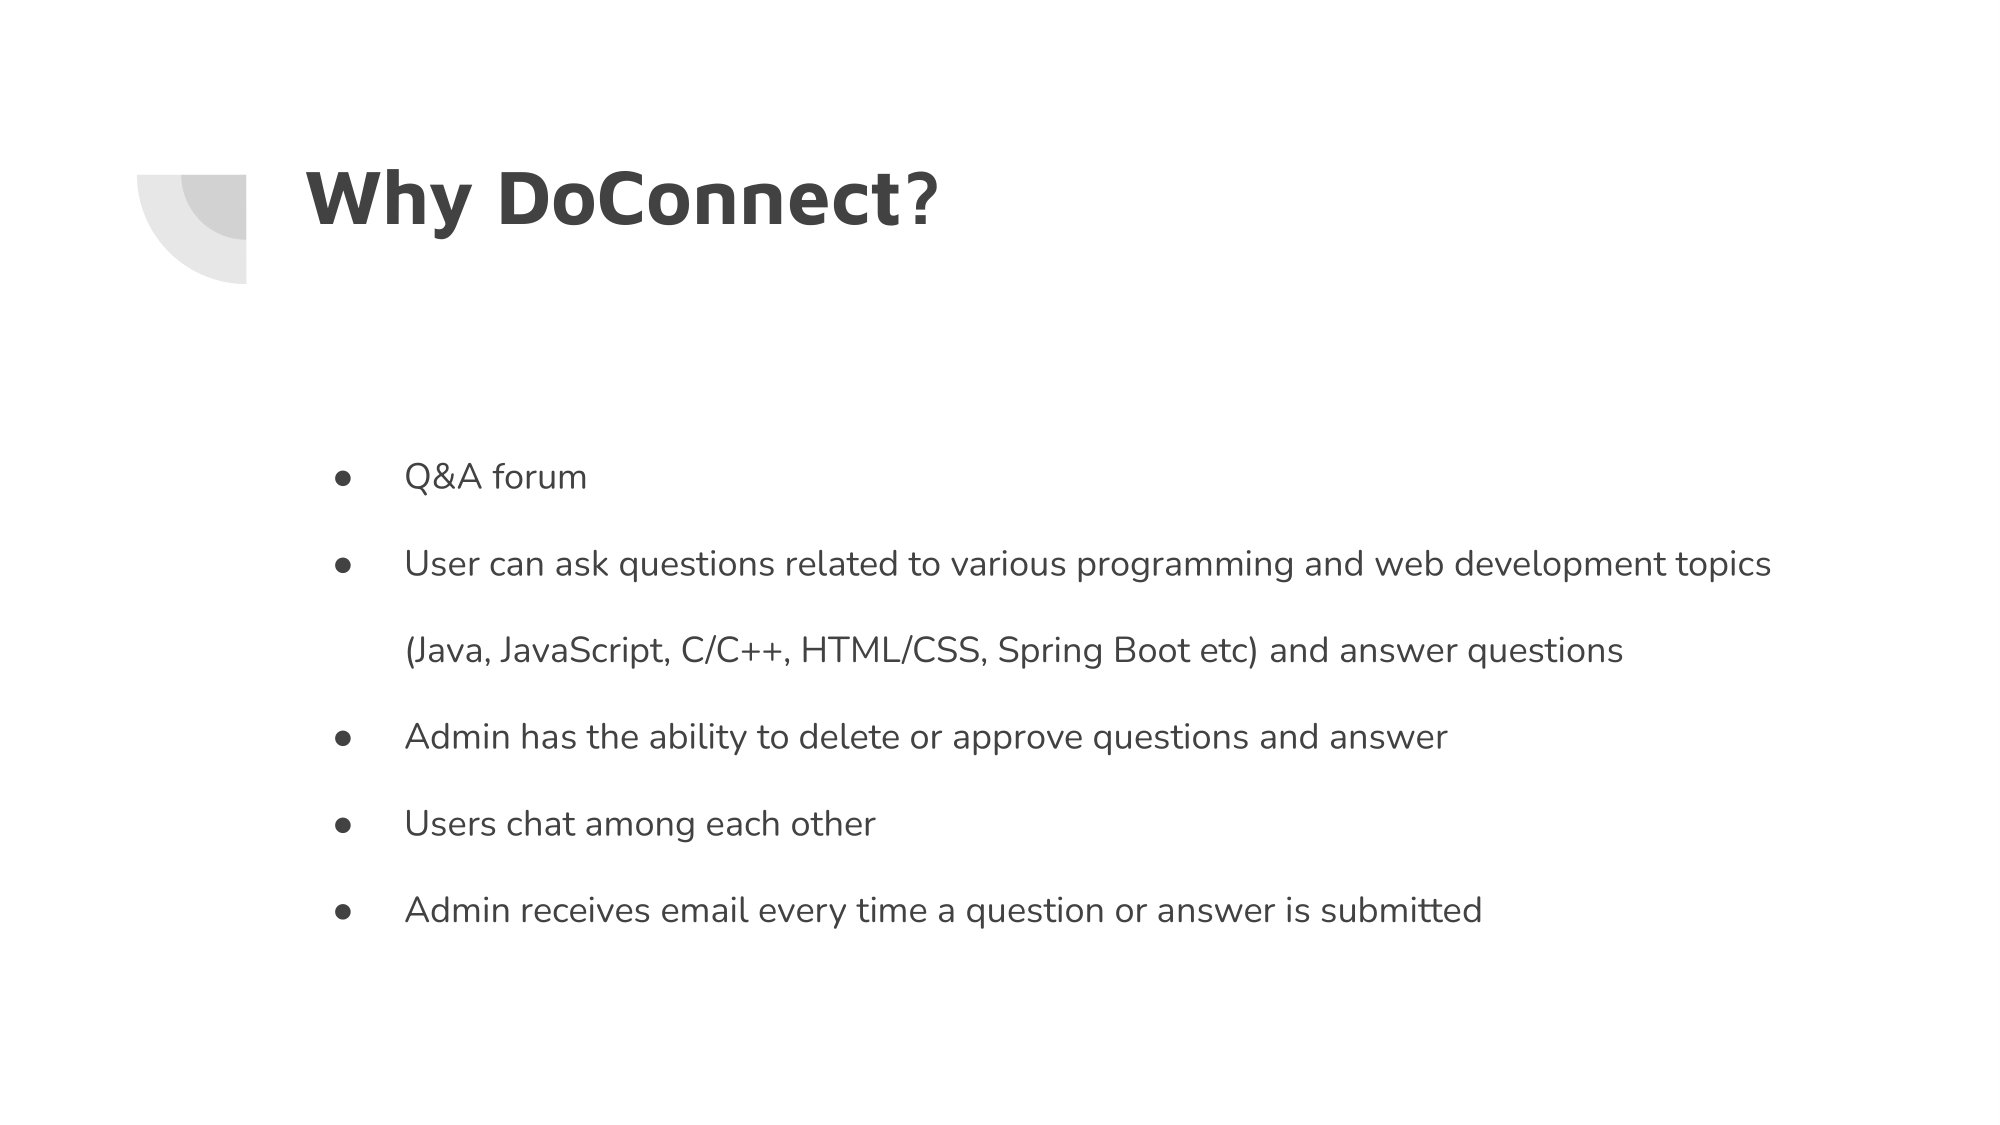 Why DoConnect?
● Q&A forum
● User can ask questions related to various programming and web development topics
(Java, JavaScript, C/C++, HTML/CSS, Spring Boot etc) and answer questions
● Admin has the ability to delete or approve questions and answer
● Users chat among each other
● Admin receives email every time a question or answer is submitted